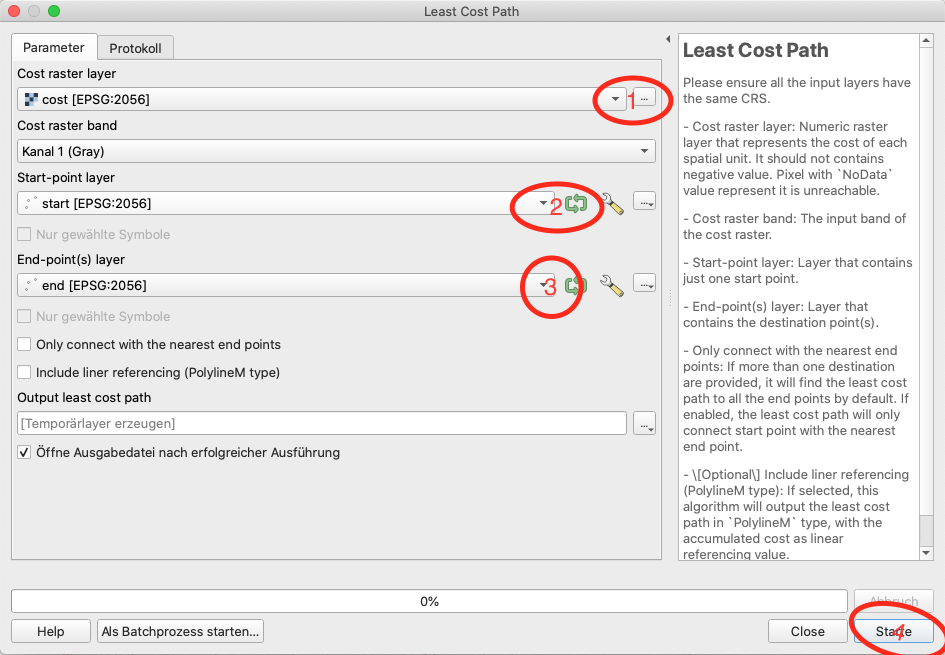 Least Cost Path
Parameter
Protokoll
Cost raster layer
cost [EPSG:2056]
1
...
Cost raster band
Kanal 1 (Gray)
Start-point layer
start [EPSG:2056]
2
...
Nur gewählte Symbole
End-point(s) layer
end [EPSG:2056]
3
...
Nur gewählte Symbole
Only connect with the nearest end points
Include liner referencing (PolylineM type)
Output least cost path
[Temporärlayer erzeugen]
...
Öffne Ausgabedatei nach erfolgreicher Ausführung
Least Cost Path
Please ensure all the input layers have
the same CRS.
- Cost raster layer: Numeric raster
layer that represents the cost of each
spatial unit. It should not contains
negative value. Pixel with `NoData`
value represent it is unreachable.
- Cost raster band: The input band of
the cost raster.
- Start-point layer: Layer that contains
just one start point.
- End-point(s) layer: Layer that
contains the destination point(s).
- Only connect with the nearest end
points: If more than one destination
are provided, it will find the least cost
path to all the end points by default. If
enabled, the least cost path will only
connect start point with the nearest
end point.
- \[Optional\] Include liner referencing
(PolylineM type): If selected, this
algorithm will output the least cost
path in `PolylineM` type, with the
accumulated cost as linear
referencing value.
0%
Abbruch
Help
Als Batchprozess starten...
Close
Starte
4